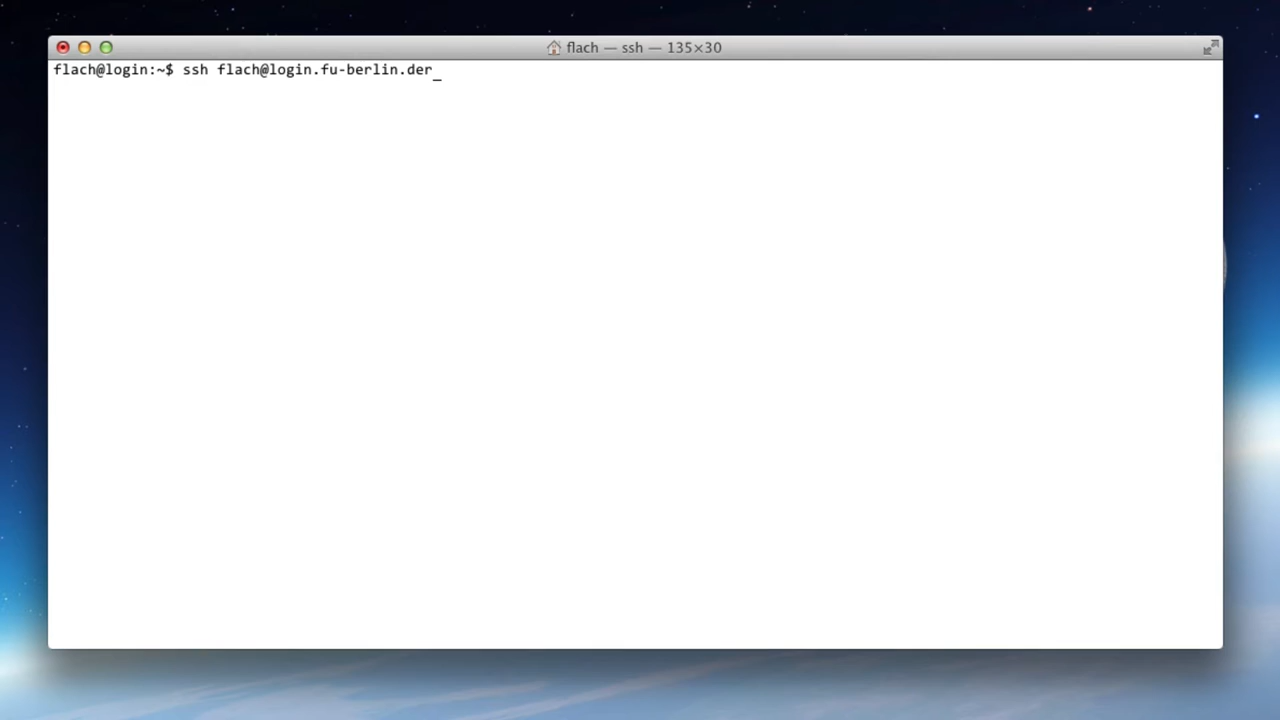 flach — ssh — 135×30
flach@login:~$ ssh flach@login.fu-berlin.der_